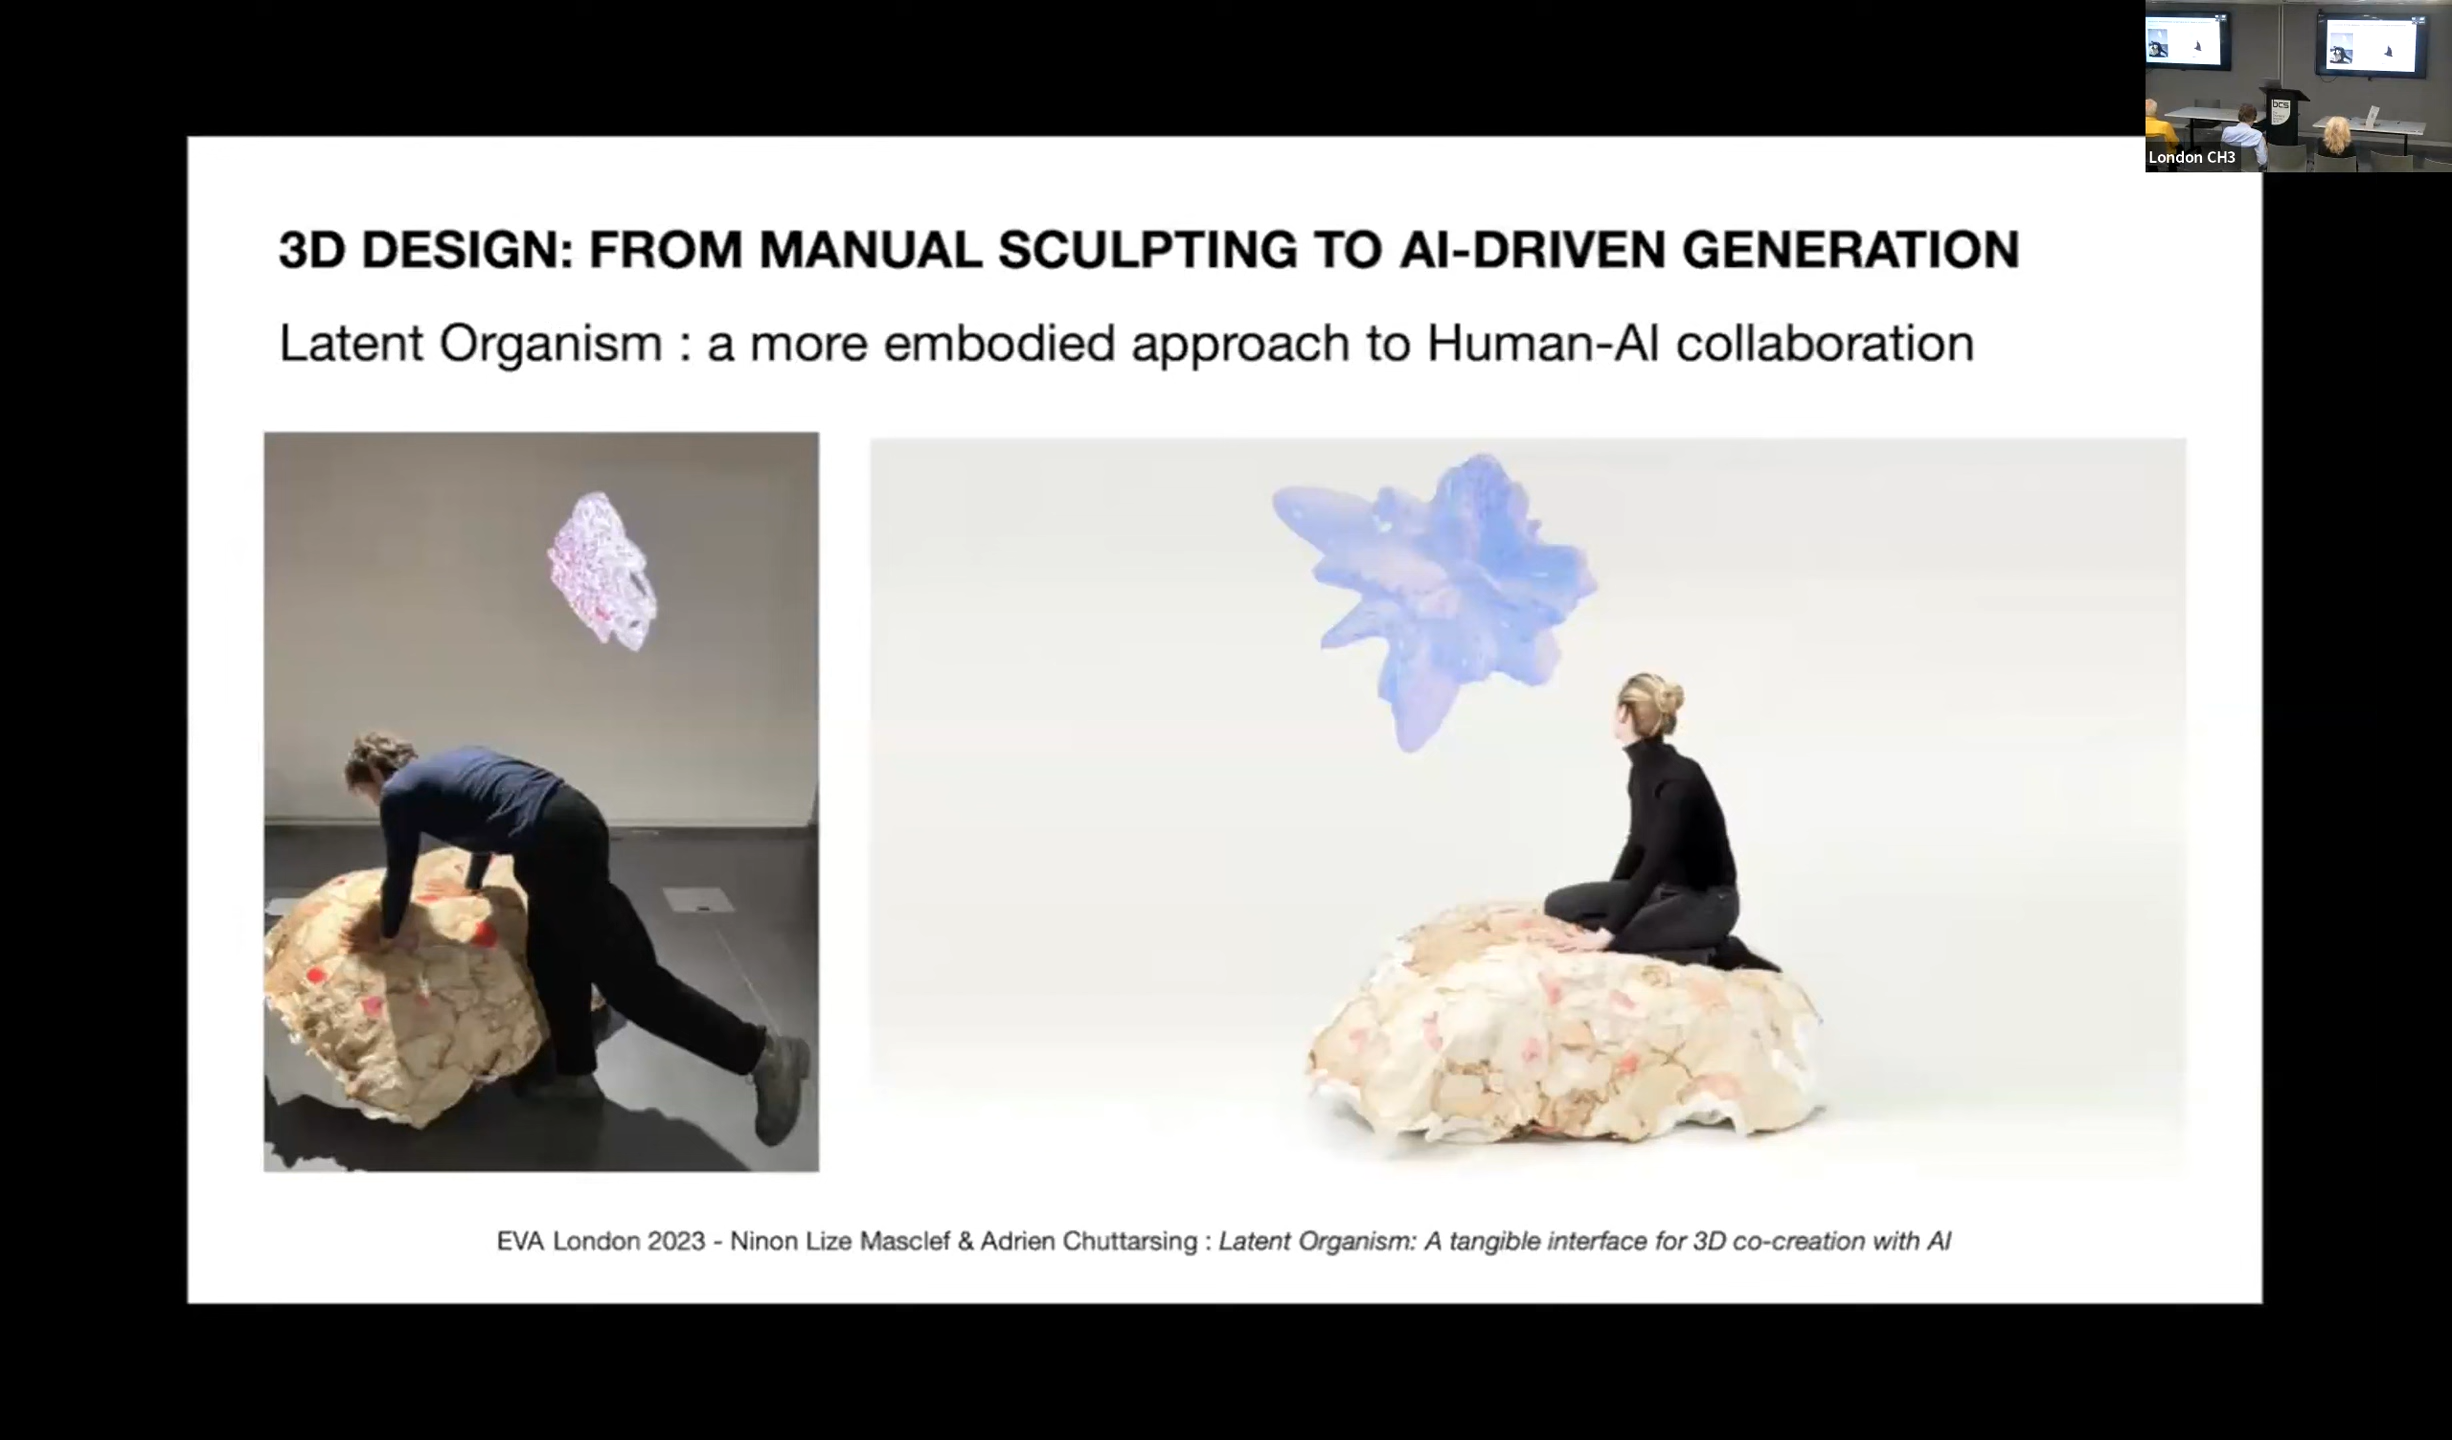 3D DESIGN: FROM MANUAL SCULPTING TO AI-DRIVEN GENERATION
Latent Organism : a more embodied approach to Human-AI collaboration
EVA London 2023 - Ninon Lize Masclef & Adrien Chuttarsing : Latent Organism: A tangible interface for 3D co-creation with AI
bcs
London CH3